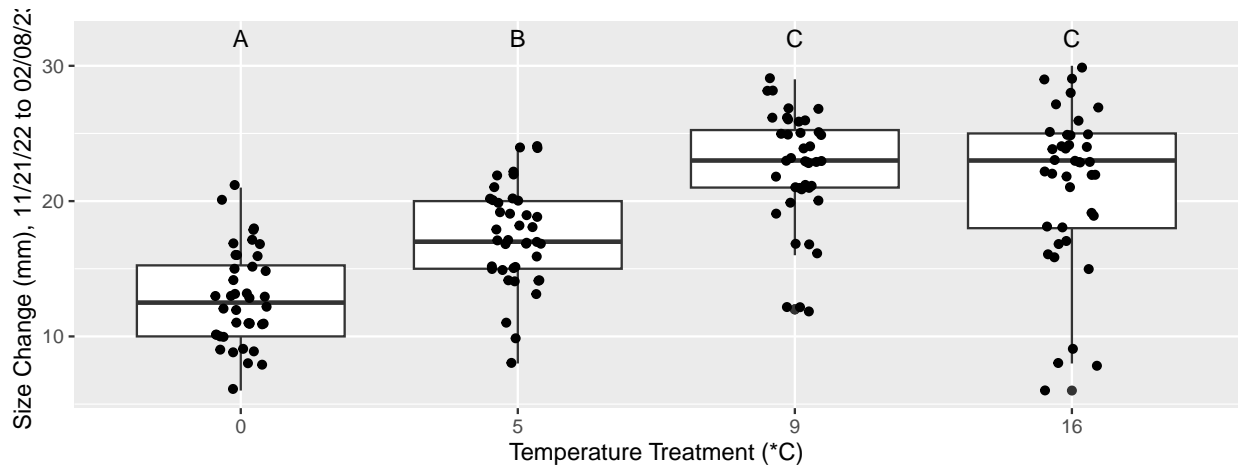 Size Change (mm), 11/21/22 to 02/08/2
A B C C
30
20
10
0 5 9 16
Temperature Treatment (*C)